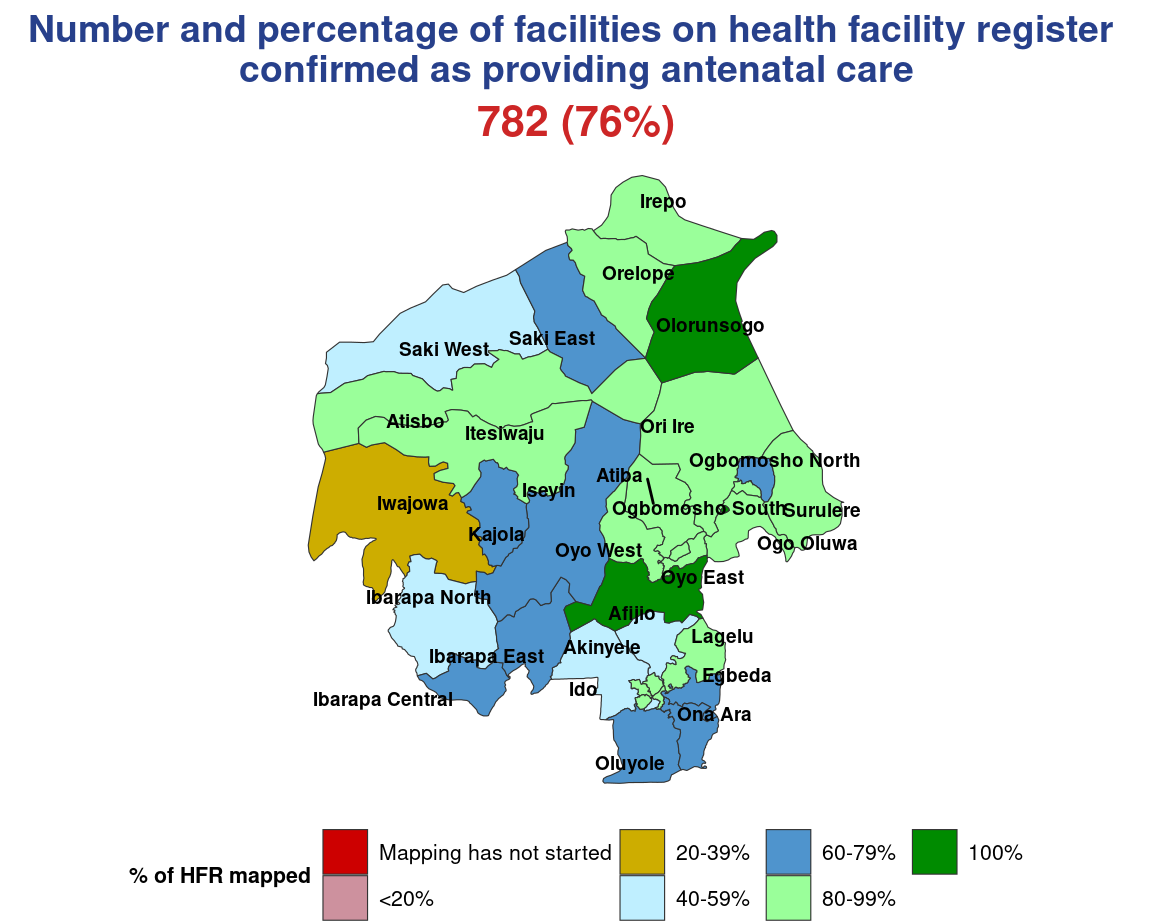 Number and percentage of facilities on health facility register
confirmed as providing antenatal care
782 (76%)
Irepo
Orelope
Olorunsogo
Saki East
Saki West
Atisbo
Itesiwaju
Ori Ire
Ogbomosho North
Atiba
Iseyin
Iwajowa
Ogbomosho South
Surulere
Kajola
Ogo Oluwa
Oyo West
Oyo East
Ibarapa North
Afijio
Lagelu
Akinyele
Ibarapa East
Egbeda
Ido
Ibarapa Central
Ona Ara
Oluyole
% of HFR mapped
Mapping has not started
<20%
20-39%
40-59%
60-79%
80-99%
100%